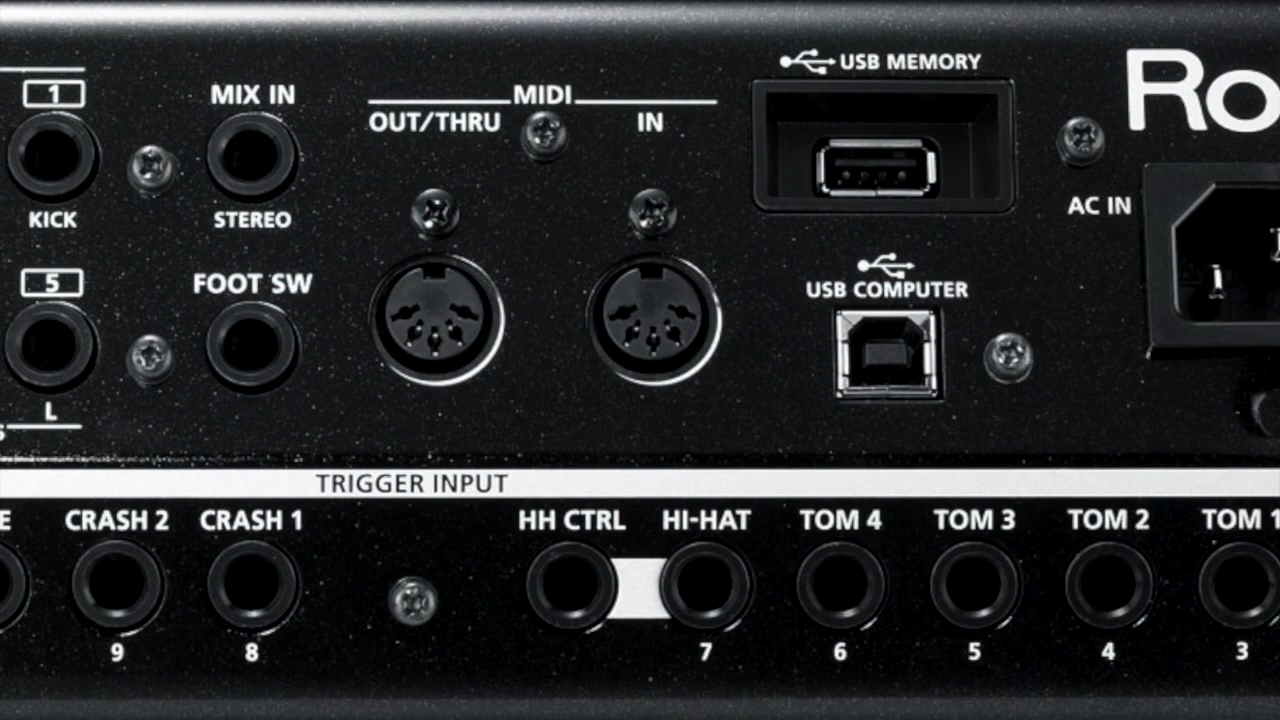 1
MIX IN
MIDI
USB MEMORY
OUT/THRU
IN
KICK
STEREO
AC IN
5
FOOT SW
USB COMPUTER
L
TRIGGER INPUT
CRASH 2
CRASH 1
HH CTRL
HI-HAT
TOM 4
TOM 3
TOM 2
TOM 1
9
8
7
6
5
4
3